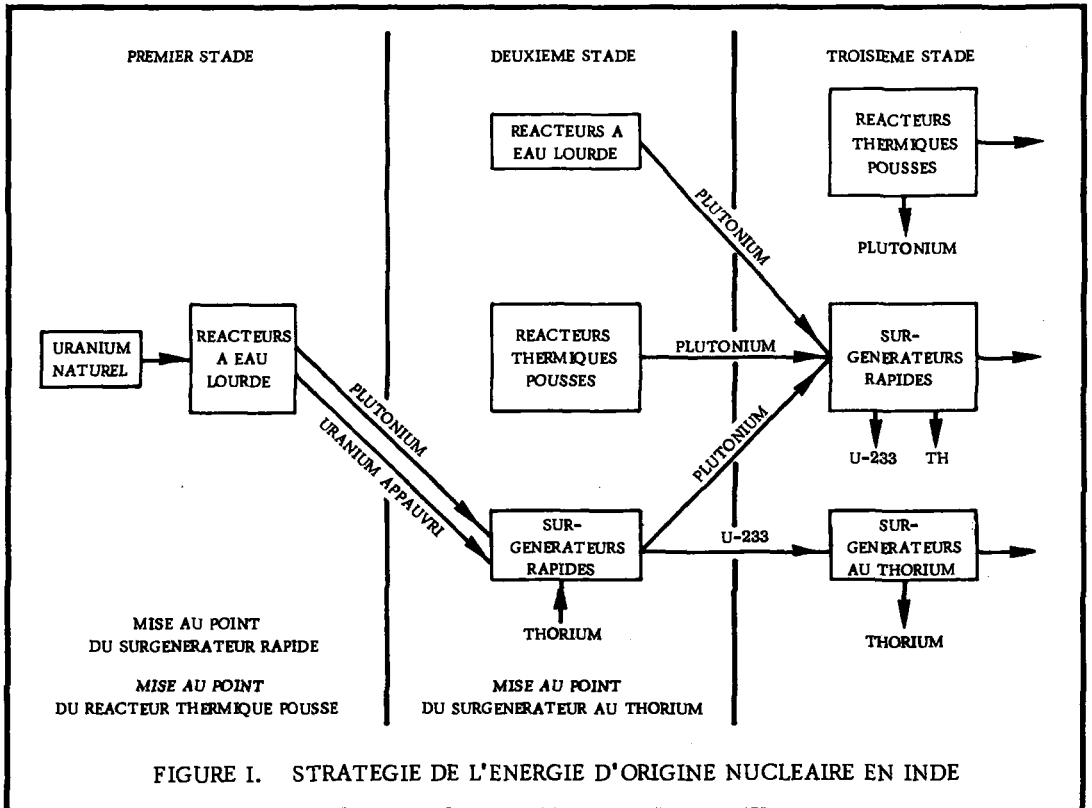 PREMIER STADE
URANIUM
NATUREL
REACTEURS
A EAU
LOURDE
PLUTONIUM
URANIUM APPAUVRI
MISE AU POINT
DU SURGENERATEUR RAPIDE
MISE AU POINT
DU REACTEUR THERMIQUE POUSSE
DEUXIEME STADE
REACTEURS A
EAU LOURDE
PLUTONIUM
REACTEURS
THERMIQUES
POUSSES
PLUTONIUM
PLUTONIUM
SUR-
GENERATEURS
RAPIDES
U-233
THORIUM
MISE AU POINT
DU SURGENERATEUR AU THORIUM
TROISIEME STADE
REACTEURS
THERMIQUES
POUSSES
PLUTONIUM
SUR-
GENERATEURS
RAPIDES
U-233 TH
SUR-
GENERATEURS
AU THORIUM
THORIUM
FIGURE I. STRATEGIE DE L'ENERGIE D'ORIGINE NUCLEAIRE EN INDE